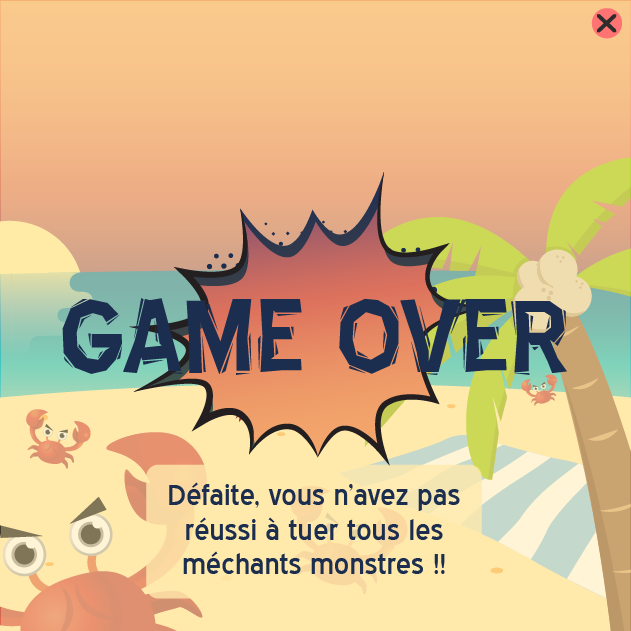 GAME OVER
Défaite, vous n'avez pas
réussi à tuer tous les
méchants monstres !!